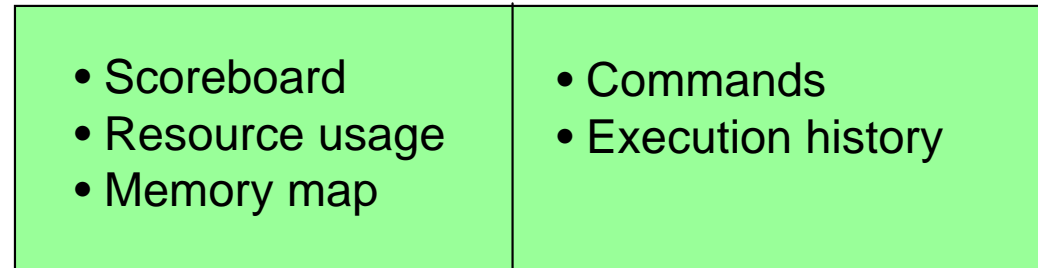 • Scoreboard
• Resource usage
• Memory map
• Commands
• Execution history